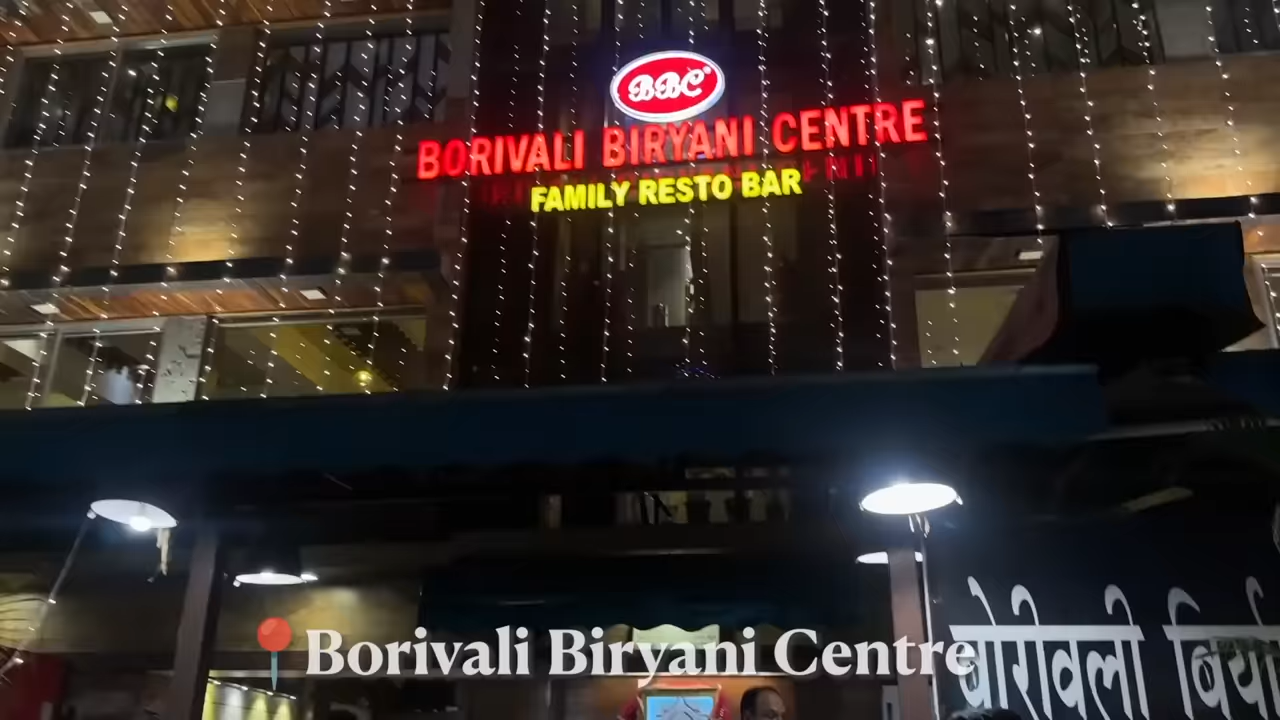 BBC
BORIVALI BIRYANI CENTRE
FAMILY RESTO BAR
Borivali Biryani Centre
बोरीवली